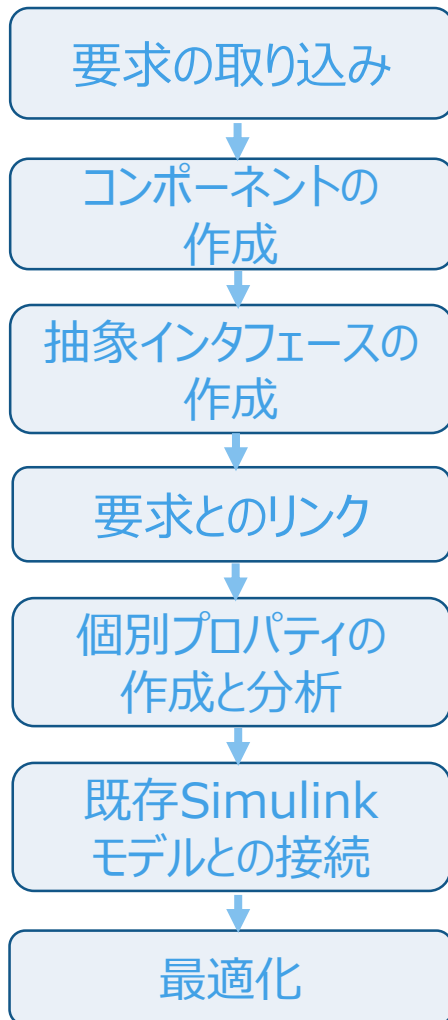 要求の取り込み
コンポーネントの
作成
抽象インタフェースの
作成
要求とのリンク
個別プロパティの
作成と分析
既存Simulink
モデルとの接続
最適化